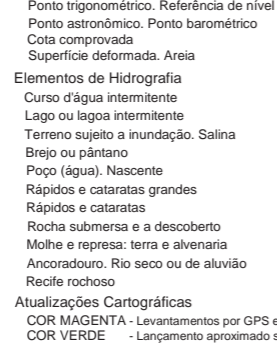 Ponto trigonométrico. Referência de nível
Ponto astronômico. Ponto barométrico
Cota comprovada
Superfície deformada. Areia
Elementos de Hidrografia
Curso d'água intermitente
Lago ou lagoa intermitente
Terreno sujeito a inundação. Salina
Brejo ou pântano
Poço (água). Nascente
Rápidos e cataratas grandes
Rápidos e cataratas
Rocha submersa e a descoberto
Molhe e represa: terra e alvenaria
Ancoradouro. Rio seco ou de aluvião
Recife rochoso
Atualizações Cartográficas
COR MAGENTA - Levantamentos por GPS e
COR VERDE - Lançamento aproximado s